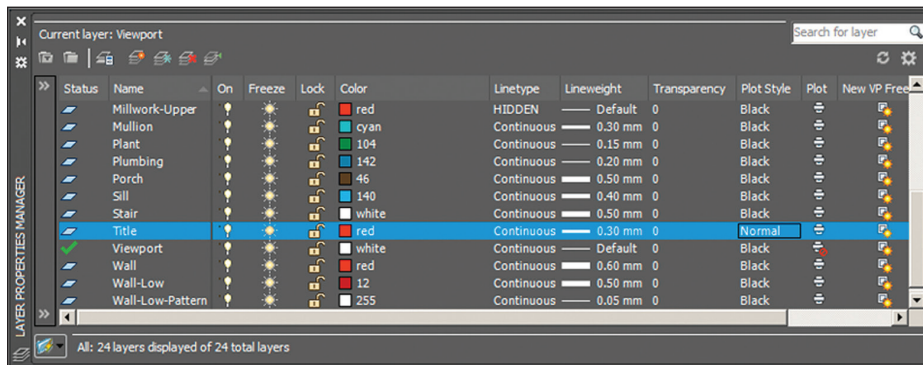 Current layer: Viewport
Search for layer
Status Name On Freeze Lock Color Linetype Lineweight Transparency Plot Style Plot New VP Free
Millwork-Upper red HIDDEN Default 0 Black
Mullion cyan Continuous 0.30 mm 0 Black
Plant 104 Continuous 0.15 mm 0 Black
Plumbing 142 Continuous 0.20 mm 0 Black
Porch 46 Continuous 0.50 mm 0 Black
Sill 140 Continuous 0.40 mm 0 Black
Stair white Continuous 0.50 mm 0 Black
Title red Continuous 0.30 mm 0 Normal
Viewport white Continuous Default 0 Black
Wall red Continuous 0.60 mm 0 Black
Wall-Low 12 Continuous 0.50 mm 0 Black
Wall-Low-Pattern 255 Continuous 0.05 mm 0 Black
All: 24 layers displayed of 24 total layers
LAYER PROPERTIES MANAGER